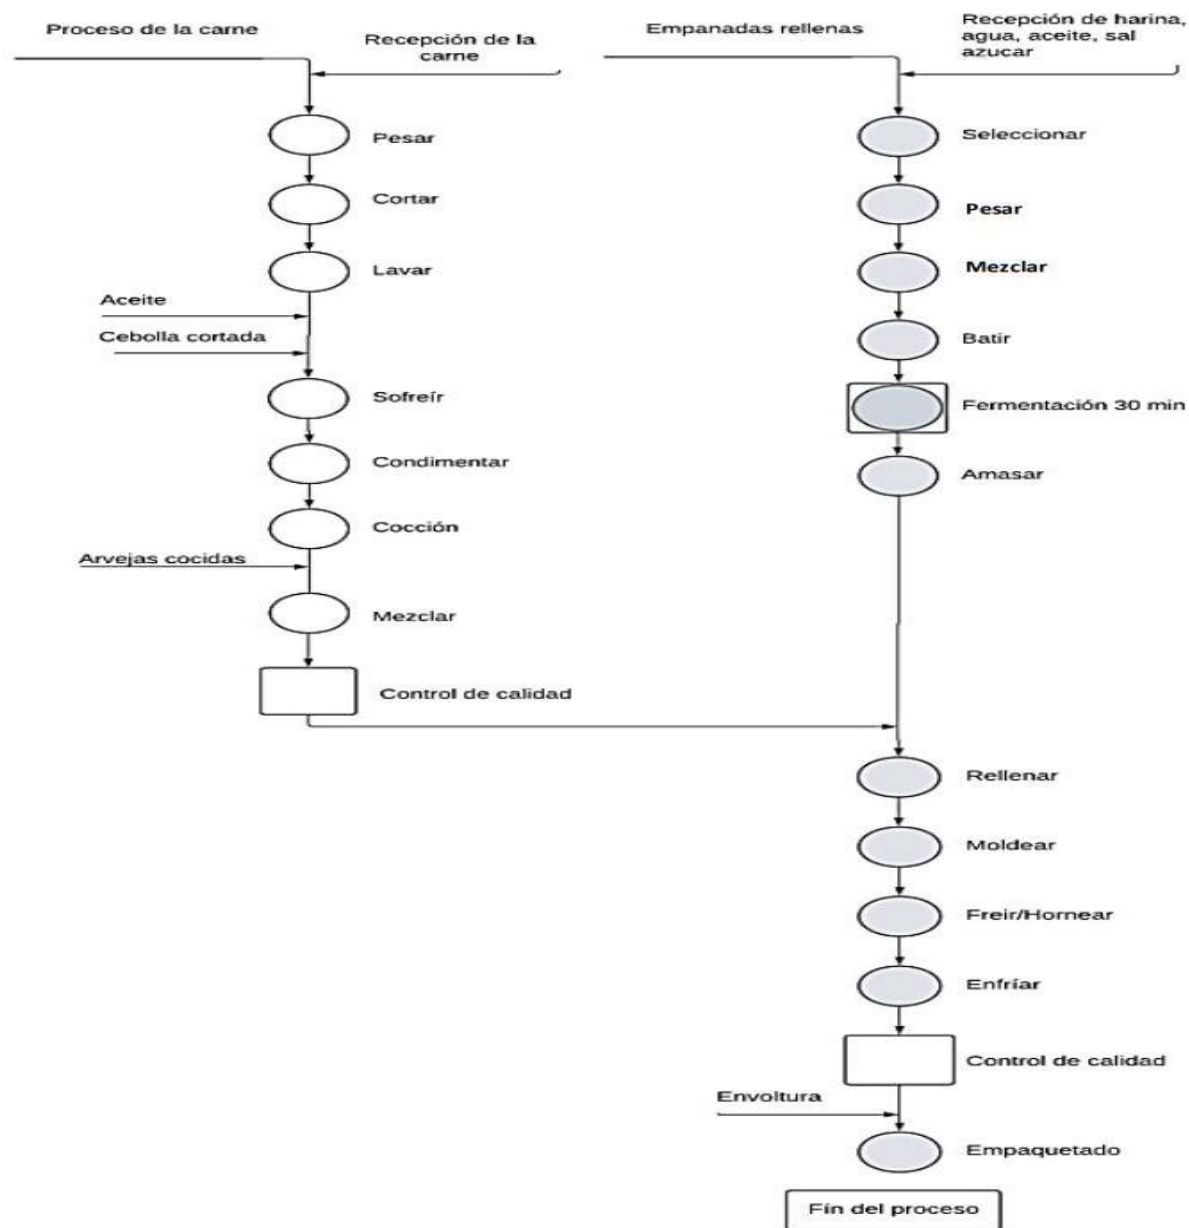 Proceso de la carne
Recepción de la
carne
Pesar
Cortar
Lavar
Aceite
Cebolla cortada
Sofreír
Condimentar
Cocción
Arvejas cocidas
Mezclar
Control de calidad
Empanadas rellenas
Recepción de harina,
agua, aceite, sal
azucar
Seleccionar
Pesar
Mezclar
Batir
Fermentación 30 min
Amasar
Rellenar
Moldear
Freir/Hornear
Enfríar
Control de calidad
Envoltura
Empaquetado
Fín del proceso